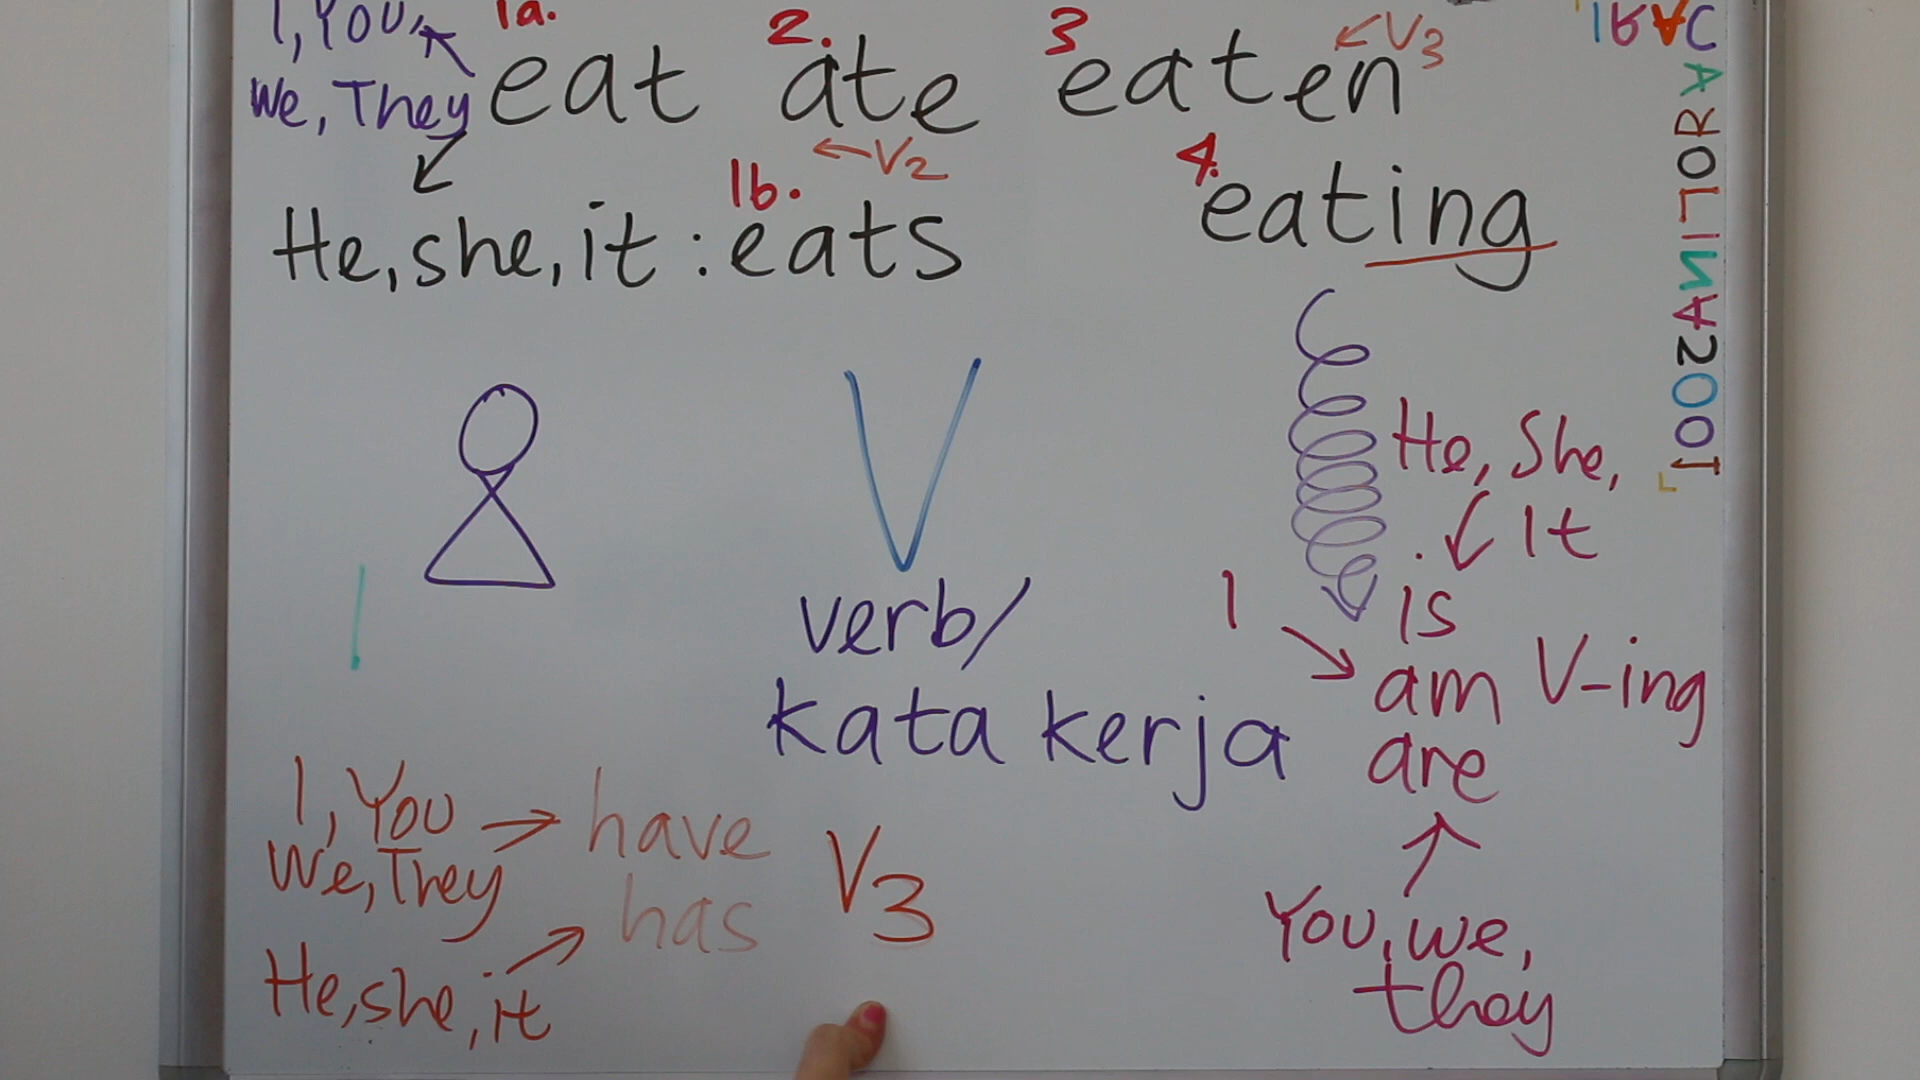 I, You,
1a.
2.
3
←V3
We, They
eat
ate
eaten
←V2
1b.
4.
He, she, it : eats
eating
V
He, She,
It
I
is
verb/
am V-ing
kata kerja
are
I, You
We, They
→ have
has
V3
He, she, it
You, we,
they